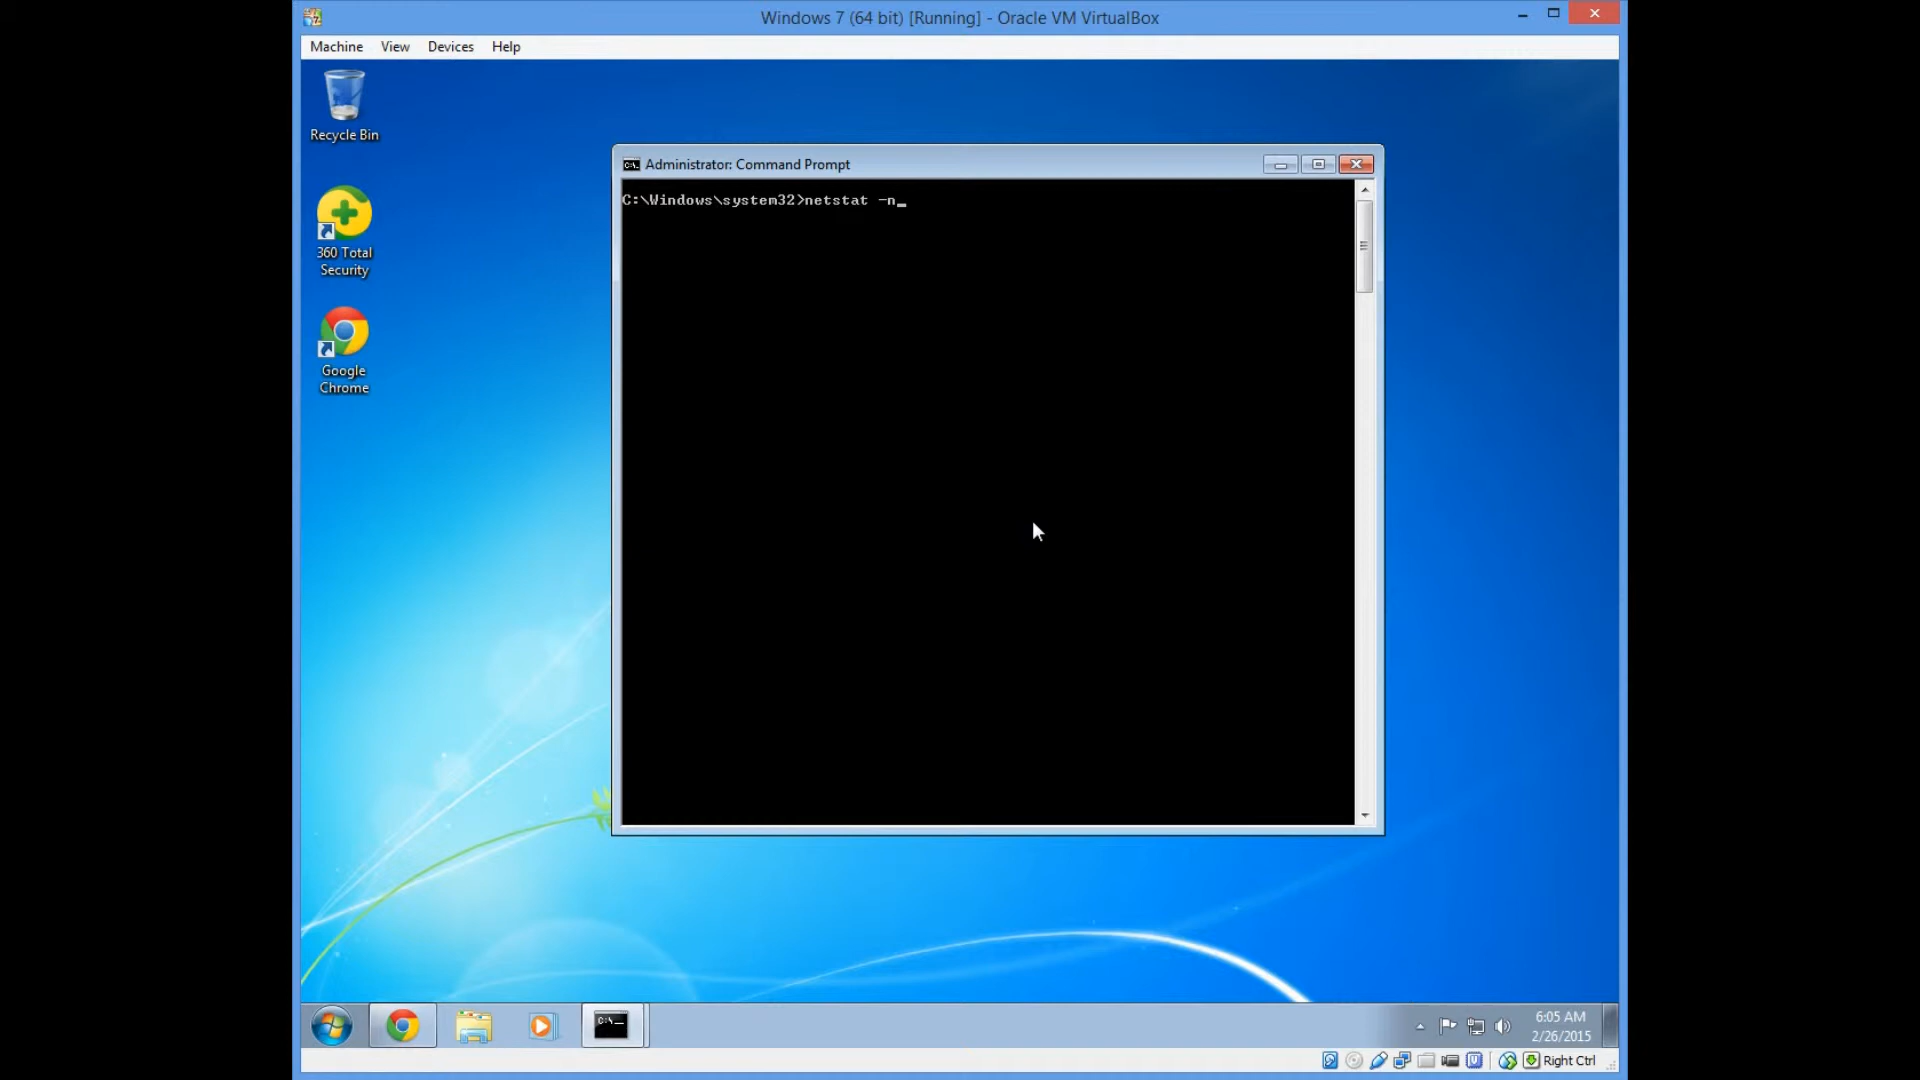 Windows 7 (64 bit) [Running] - Oracle VM VirtualBox
Machine View Devices Help
Recycle Bin
360 Total
Security
Google
Chrome
Administrator: Command Prompt
C:\Windows\system32>netstat -n_
6:05 AM
2/26/2015
Right Ctrl